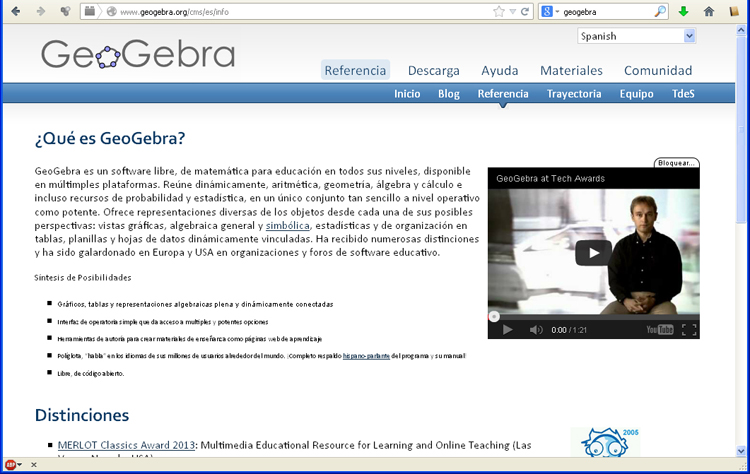 www.geogebra.org/cms/es/info
geogebra
GeoGebra
Spanish
Referencia Descarga Ayuda Materiales Comunidad
Inicio Blog Referencia Trayectoria Equipo TdeS
¿Qué es GeoGebra?
Bloquear...
GeoGebra es un software libre, de matemática para educación en todos sus niveles, disponible
en múltimples plataformas. Reúne dinámicamente, aritmética, geometría, álgebra y cálculo e
incluso recursos de probabilidad y estadística, en un único conjunto tan sencillo a nivel operativo
como potente. Ofrece representaciones diversas de los objetos desde cada una de sus posibles
perspectivas: vistas gráficas, algebraica general y simbólica, estadísticas y de organización en
tablas, planillas y hojas de datos dinámicamente vinculadas. Ha recibido numerosas distinciones
y ha sido galardonado en Europa y USA en organizaciones y foros de software educativo.
GeoGebra at Tech Awards
0:00 / 1:21
YouTube
Síntesis de Posibilidades
Gráficos, tablas y representaciones algebraicas plena y dinámicamente conectadas
Interfaz de operatoria simple que da acceso a multiples y potentes opciones
Herramientas de autoría para crear materiales de enseñanza como páginas web de aprendizaje
Políglota, "habla" en los idiomas de sus millones de usuarios alrededor del mundo. ¡Completo respaldo hispano-parlante del programa y su manual!
Libre, de código abierto.
Distinciones
MERLOT Classics Award 2013: Multimedia Educational Resource for Learning and Online Teaching (Las
2005
ABP